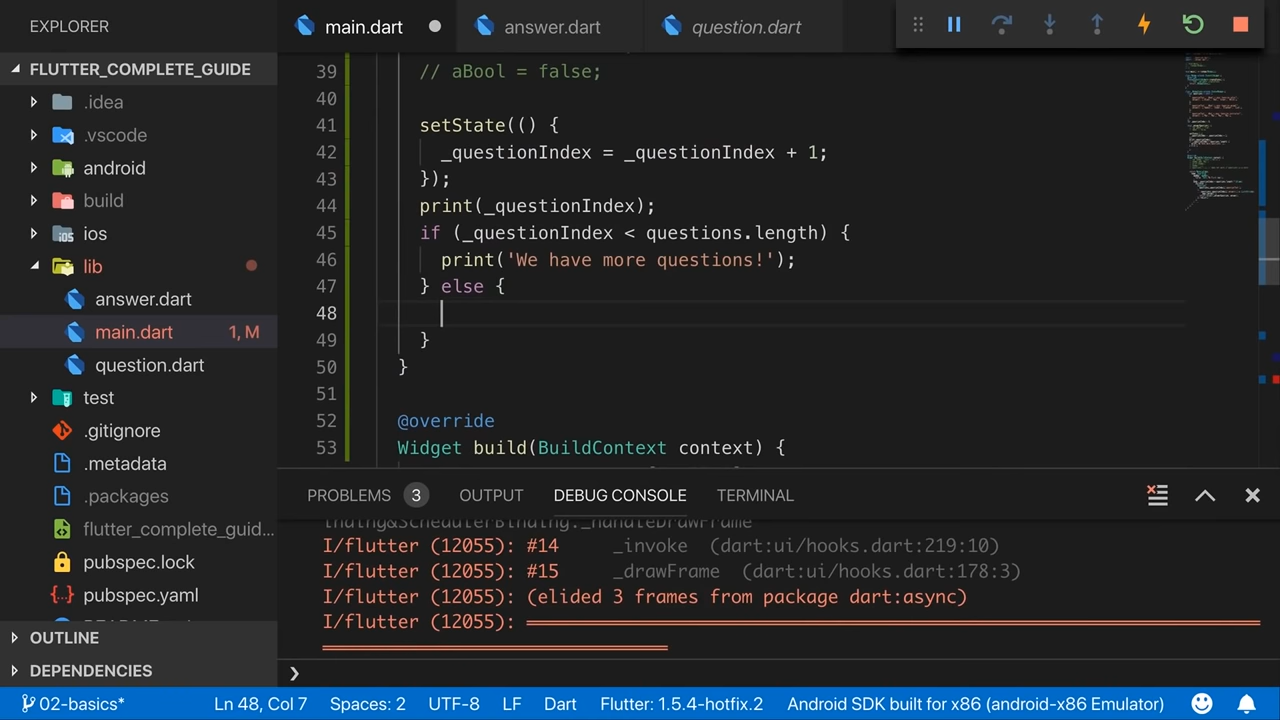 EXPLORER
main.dart
answer.dart
question.dart
FLUTTER_COMPLETE_GUIDE
.idea
.vscode
android
build
ios
lib
answer.dart
main.dart 1, M
question.dart
test
.gitignore
.metadata
.packages
flutter_complete_guid...
pubspec.lock
pubspec.yaml
OUTLINE
DEPENDENCIES
39 // aBool = false;
40
41 setState(() {
42 _questionIndex = _questionIndex + 1;
43 });
44 print(_questionIndex);
45 if (_questionIndex < questions.length) {
46 print('We have more questions!');
47 } else {
48
49 }
50 }
51
52 @override
53 Widget build(BuildContext context) {
PROBLEMS 3 OUTPUT DEBUG CONSOLE TERMINAL
I/flutter (12055): #14 _invoke (dart:ui/hooks.dart:219:10)
I/flutter (12055): #15 _drawFrame (dart:ui/hooks.dart:178:3)
I/flutter (12055): (elided 3 frames from package dart:async)
I/flutter (12055): ════════════════════════════════════════
02-basics* Ln 48, Col 7 Spaces: 2 UTF-8 LF Dart Flutter: 1.5.4-hotfix.2 Android SDK built for x86 (android-x86 Emulator)